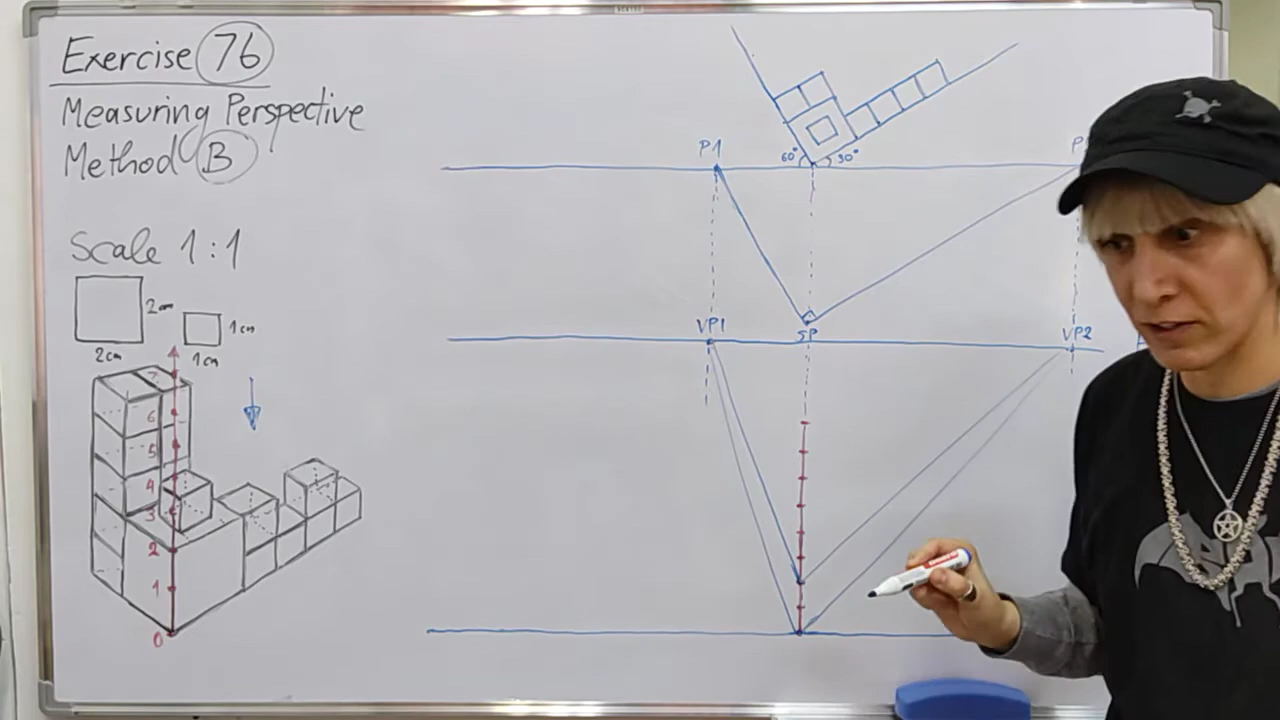 Exercise 76
Measuring Perspective
Method B
Scale 1:1
2cm
1cm
2cm
1cm
7
6
5
4
3
2
1
0
P1
60°
30°
VP1
SP
VP2